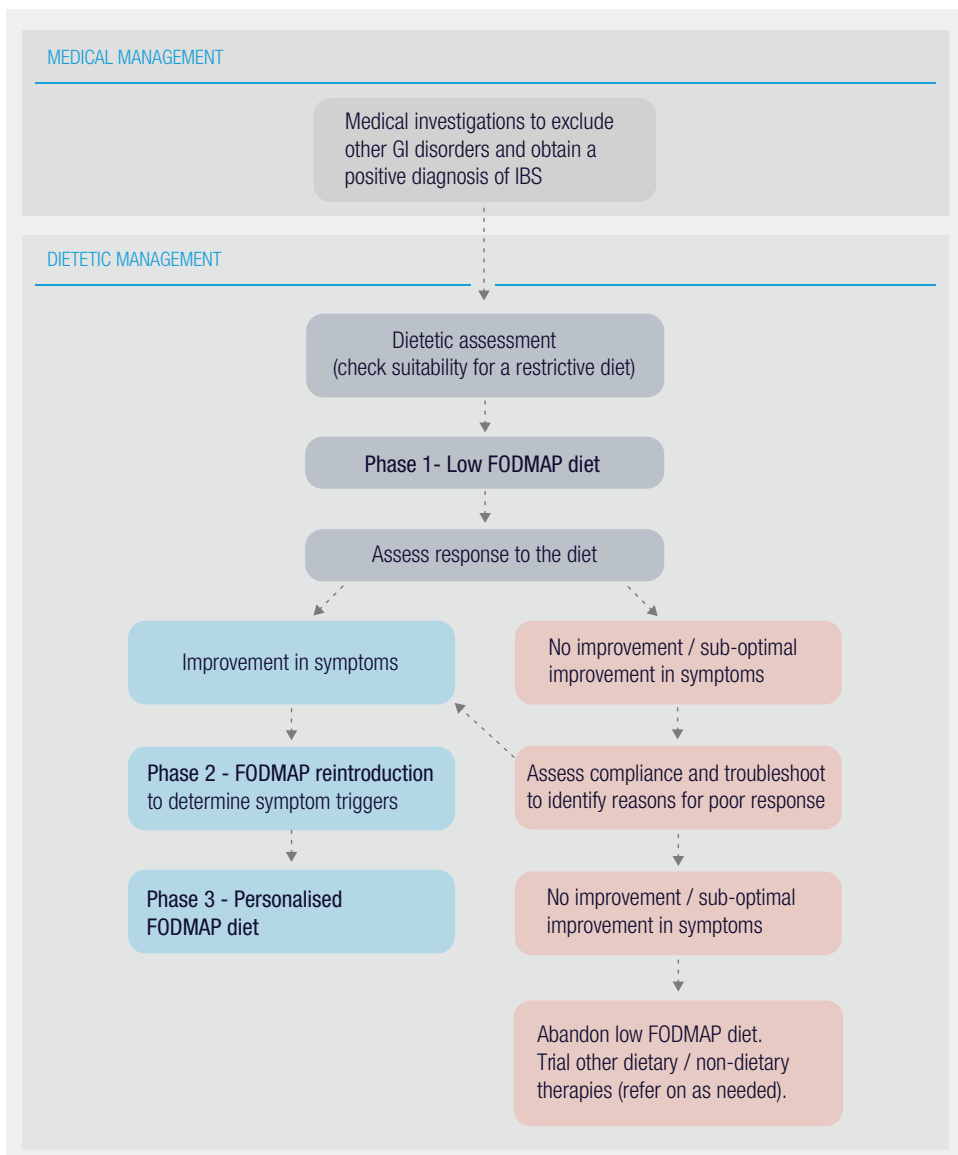 MEDICAL MANAGEMENT
Medical investigations to exclude
other GI disorders and obtain a
positive diagnosis of IBS
DIETETIC MANAGEMENT
Dietetic assessment
(check suitability for a restrictive diet)
Phase 1- Low FODMAP diet
Assess response to the diet
Improvement in symptoms
No improvement / sub-optimal
improvement in symptoms
Phase 2 - FODMAP reintroduction
to determine symptom triggers
Assess compliance and troubleshoot
to identify reasons for poor response
Phase 3 - Personalised
FODMAP diet
No improvement / sub-optimal
improvement in symptoms
Abandon low FODMAP diet.
Trial other dietary / non-dietary
therapies (refer on as needed).